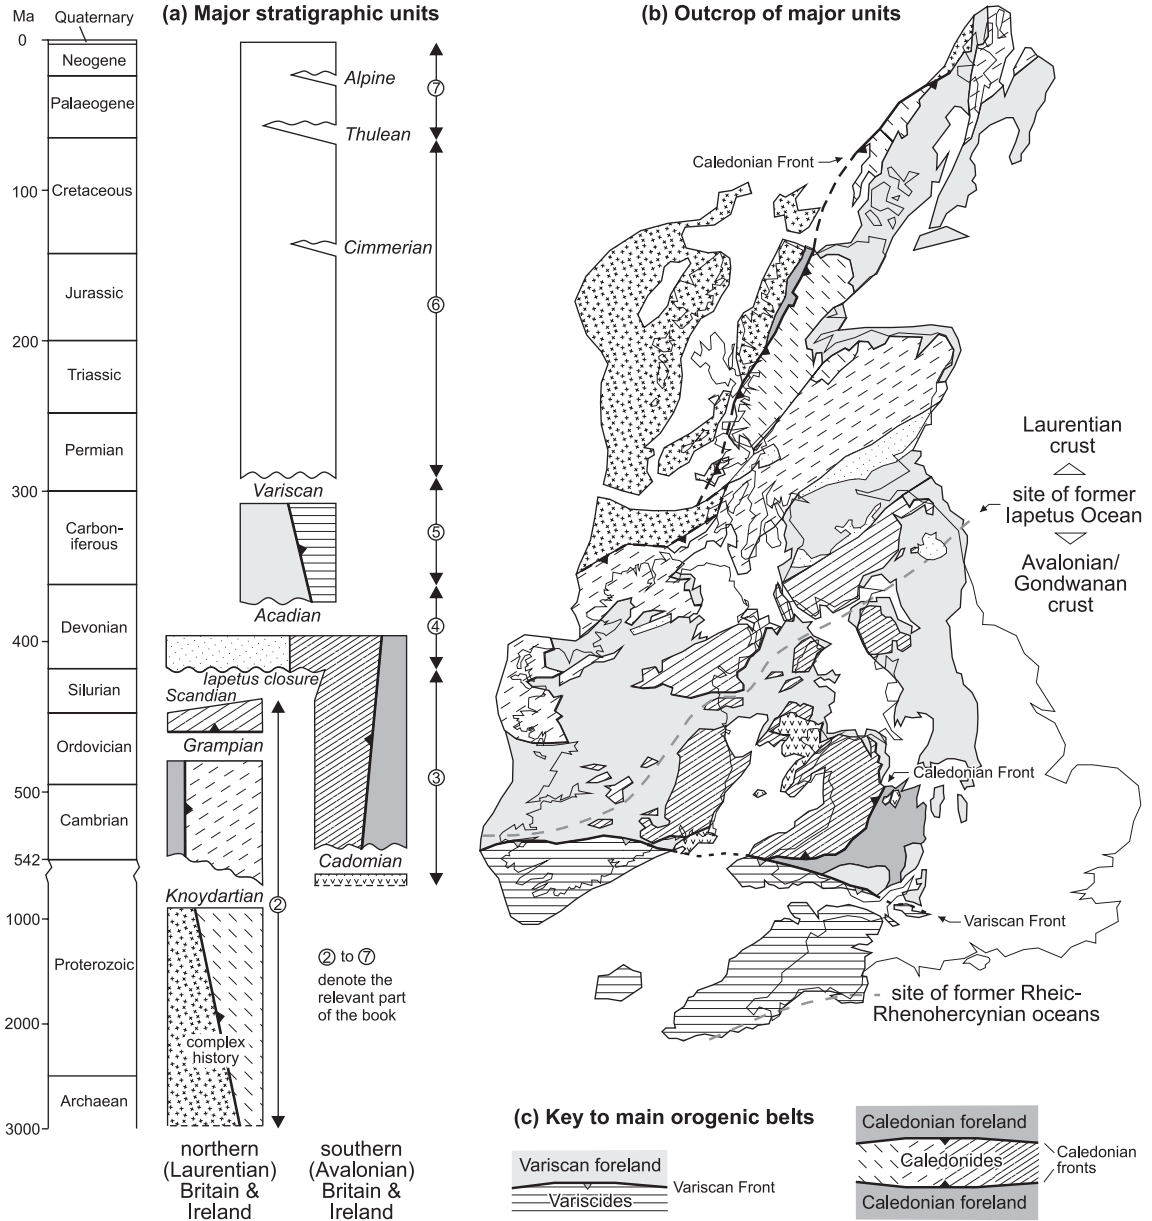 Ma
Quaternary
0
Neogene
Palaeogene
Cretaceous
100
Jurassic
200
Triassic
Permian
300
Carbon-
iferous
Devonian
400
Silurian
Ordovician
500
Cambrian
542
1000
Proterozoic
2000
Archaean
3000
(a) Major stratigraphic units
Alpine
7
Thulean
Cimmerian
6
Variscan
5
Acadian
4
Iapetus closure
Scandian
Grampian
3
Cadomian
Knoydartian
2
complex
history
② to ⑦
denote the
relevant part
of the book
northern
(Laurentian)
Britain &
Ireland
southern
(Avalonian)
Britain &
Ireland
(b) Outcrop of major units
Caledonian Front
Laurentian
crust
site of former
Iapetus Ocean
Avalonian/
Gondwanan
crust
Caledonian Front
Variscan Front
site of former Rheic-
Rhenohercynian oceans
(c) Key to main orogenic belts
Variscan foreland
Variscan Front
Variscides
Caledonian foreland
Caledonides
Caledonian
fronts
Caledonian foreland